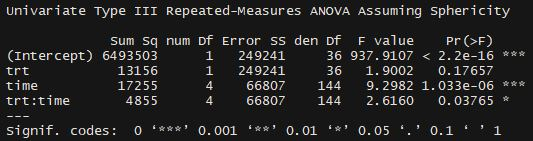 Univariate Type III Repeated-Measures ANOVA Assuming Sphericity
Sum Sq num Df Error SS den Df F value Pr(>F)
(Intercept) 6493503 1 249241 36 937.9107 < 2.2e-16 ***
trt 13156 1 249241 36 1.9002 0.17657
time 17255 4 66807 144 9.2982 1.033e-06 ***
trt:time 4855 4 66807 144 2.6160 0.03765 *
---
Signif. codes: 0 ‘***’ 0.001 ‘**’ 0.01 ‘*’ 0.05 ‘.’ 0.1 ‘ ’ 1